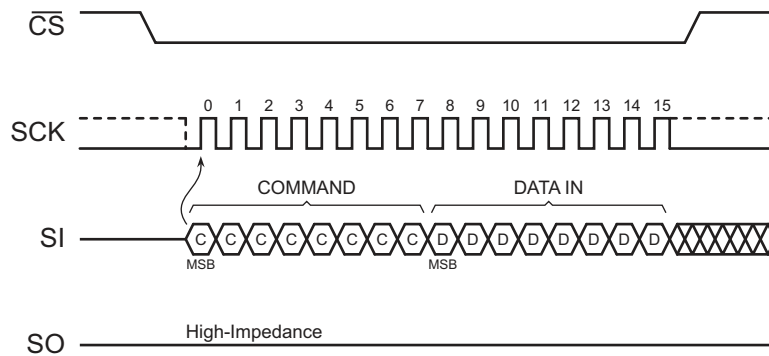 CS
0 1 2 3 4 5 6 7 8 9 10 11 12 13 14 15
SCK
COMMAND DATA IN
SI C C C C C C C C D D D D D D D D
MSB MSB
High-Impedance
SO